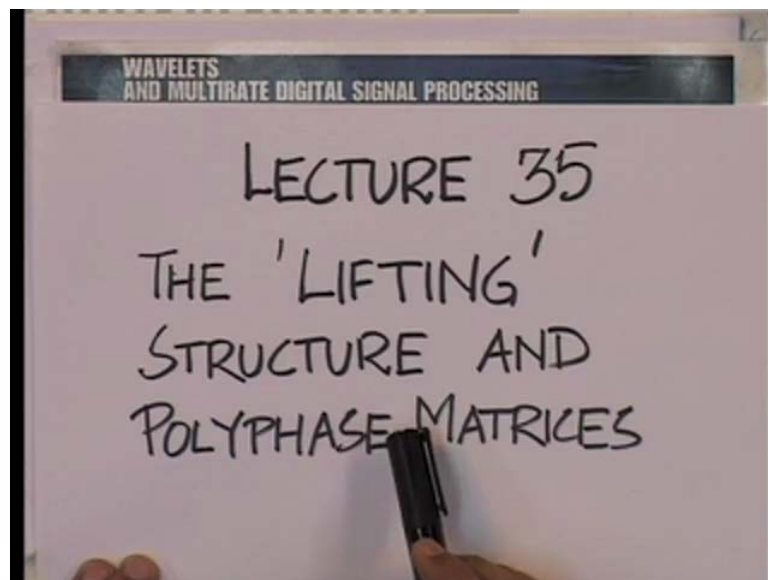 WAVELETS
AND MULTIRATE DIGITAL SIGNAL PROCESSING
LECTURE 35
THE 'LIFTING'
STRUCTURE AND
POLYPHASE MATRICES